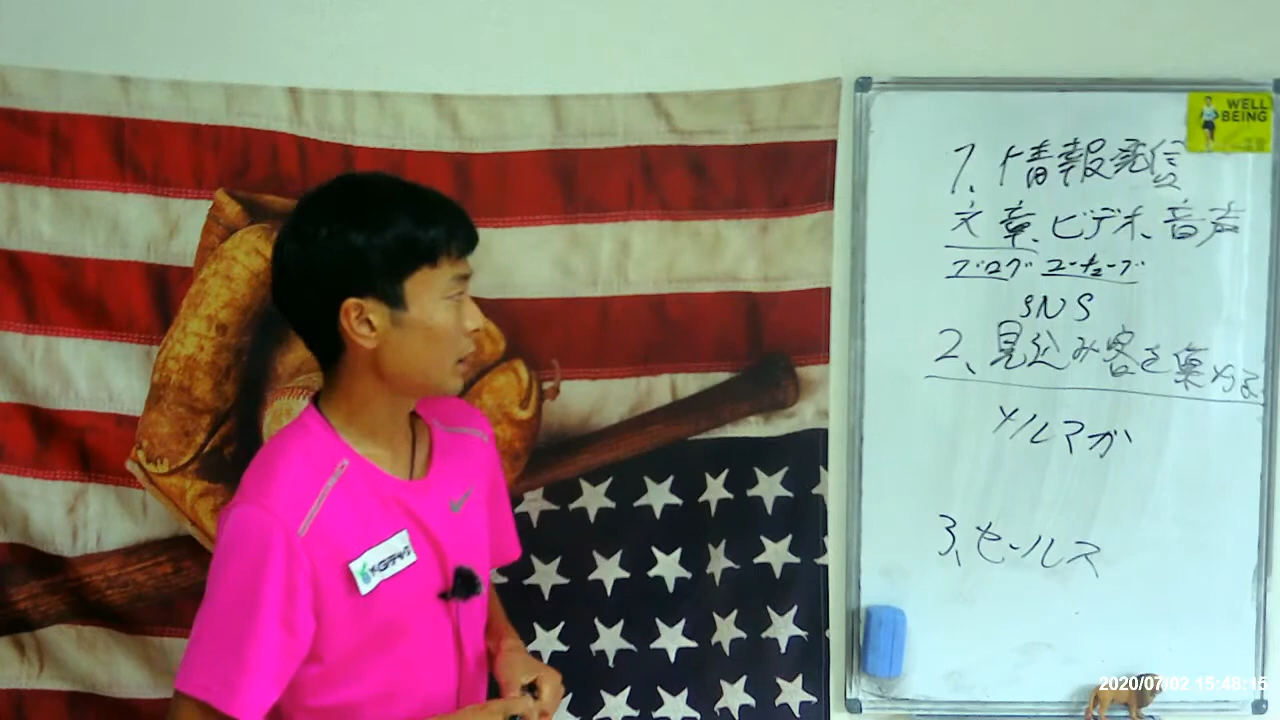 WELL
BEING
1、情報発信
文章、ビデオ、音声
ブログ ユーチューブ
SNS
2、見込み客を集める
メルマガ
3、セールス
2020/07/02 15:48:15